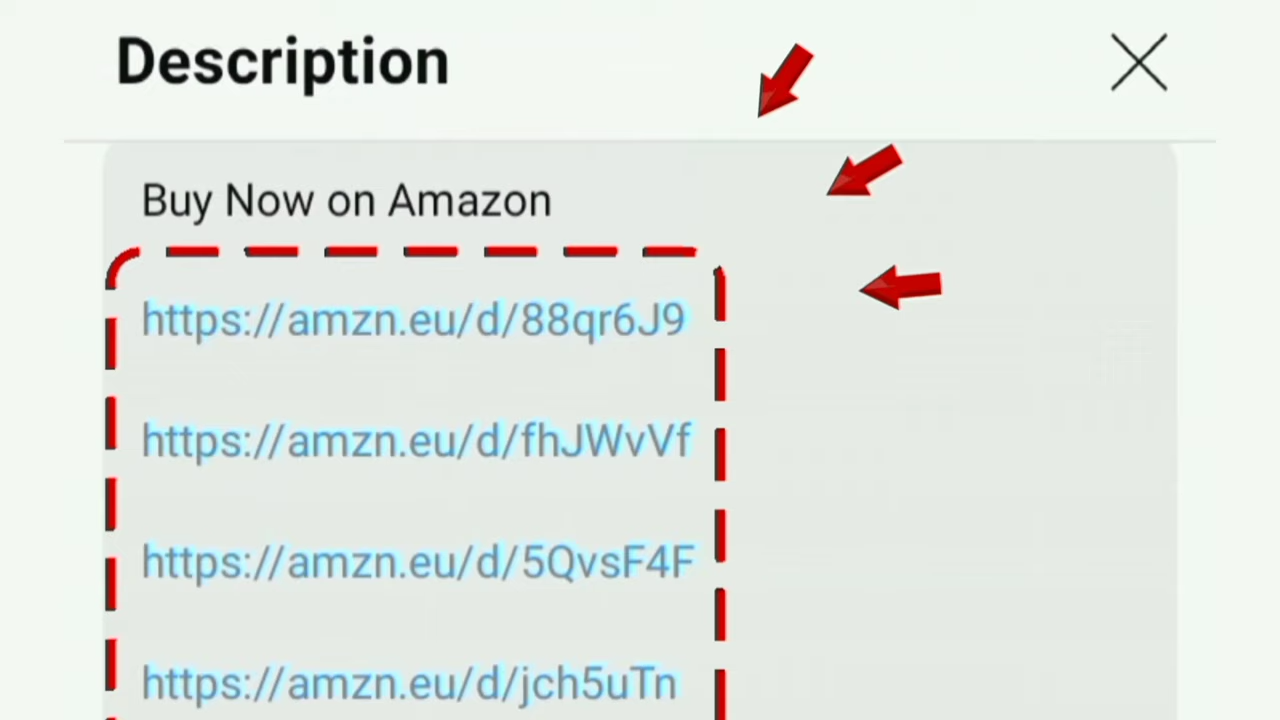 Description
Buy Now on Amazon
https://amzn.eu/d/88qr6J9
https://amzn.eu/d/fhJWvVf
https://amzn.eu/d/5QvsF4F
https://amzn.eu/d/jch5uTn